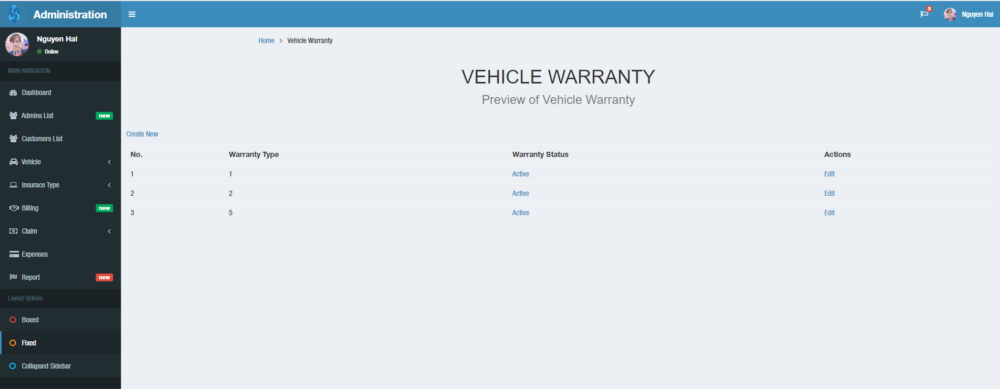 Administration
3
Nguyen Hai
Nguyen Hai
Online
MAIN NAVIGATION
Dashboard
Admins List new
Customers List
Vehicle
Insurace Type
Billing new
Claim
Expenses
Report new
Layout Options
Boxed
Fixed
Collapsed Sidebar
Home > Vehicle Warranty
VEHICLE WARRANTY
Preview of Vehicle Warranty
Create New
No. Warranty Type Warranty Status Actions
1 1 Active Edit
2 2 Active Edit
3 5 Active Edit